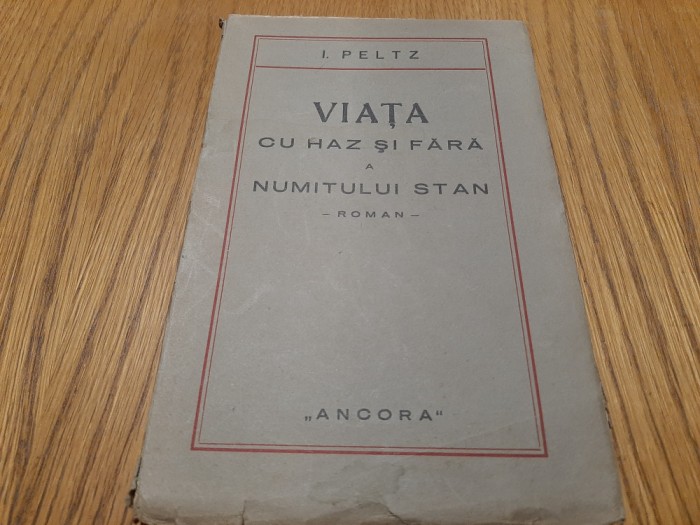 I. PELTZ
VIAȚA
CU HAZ ȘI FĂRĂ
A
NUMITULUI STAN
– ROMAN –
„ANCORA“